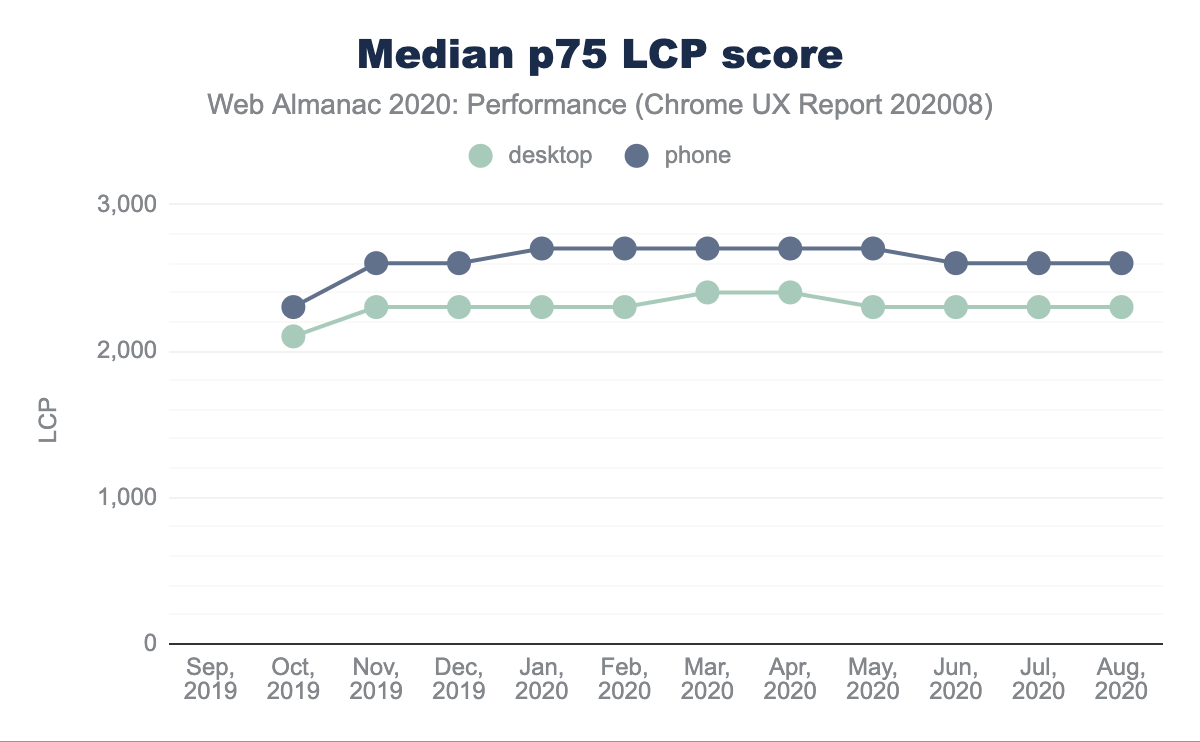 Median p75 LCP score
Web Almanac 2020: Performance (Chrome UX Report 202008)
desktop phone
3,000
2,000
1,000
0
LCP
Sep, Oct, Nov, Dec, Jan, Feb, Mar, Apr, May, Jun, Jul, Aug,
2019 2019 2019 2019 2020 2020 2020 2020 2020 2020 2020 2020